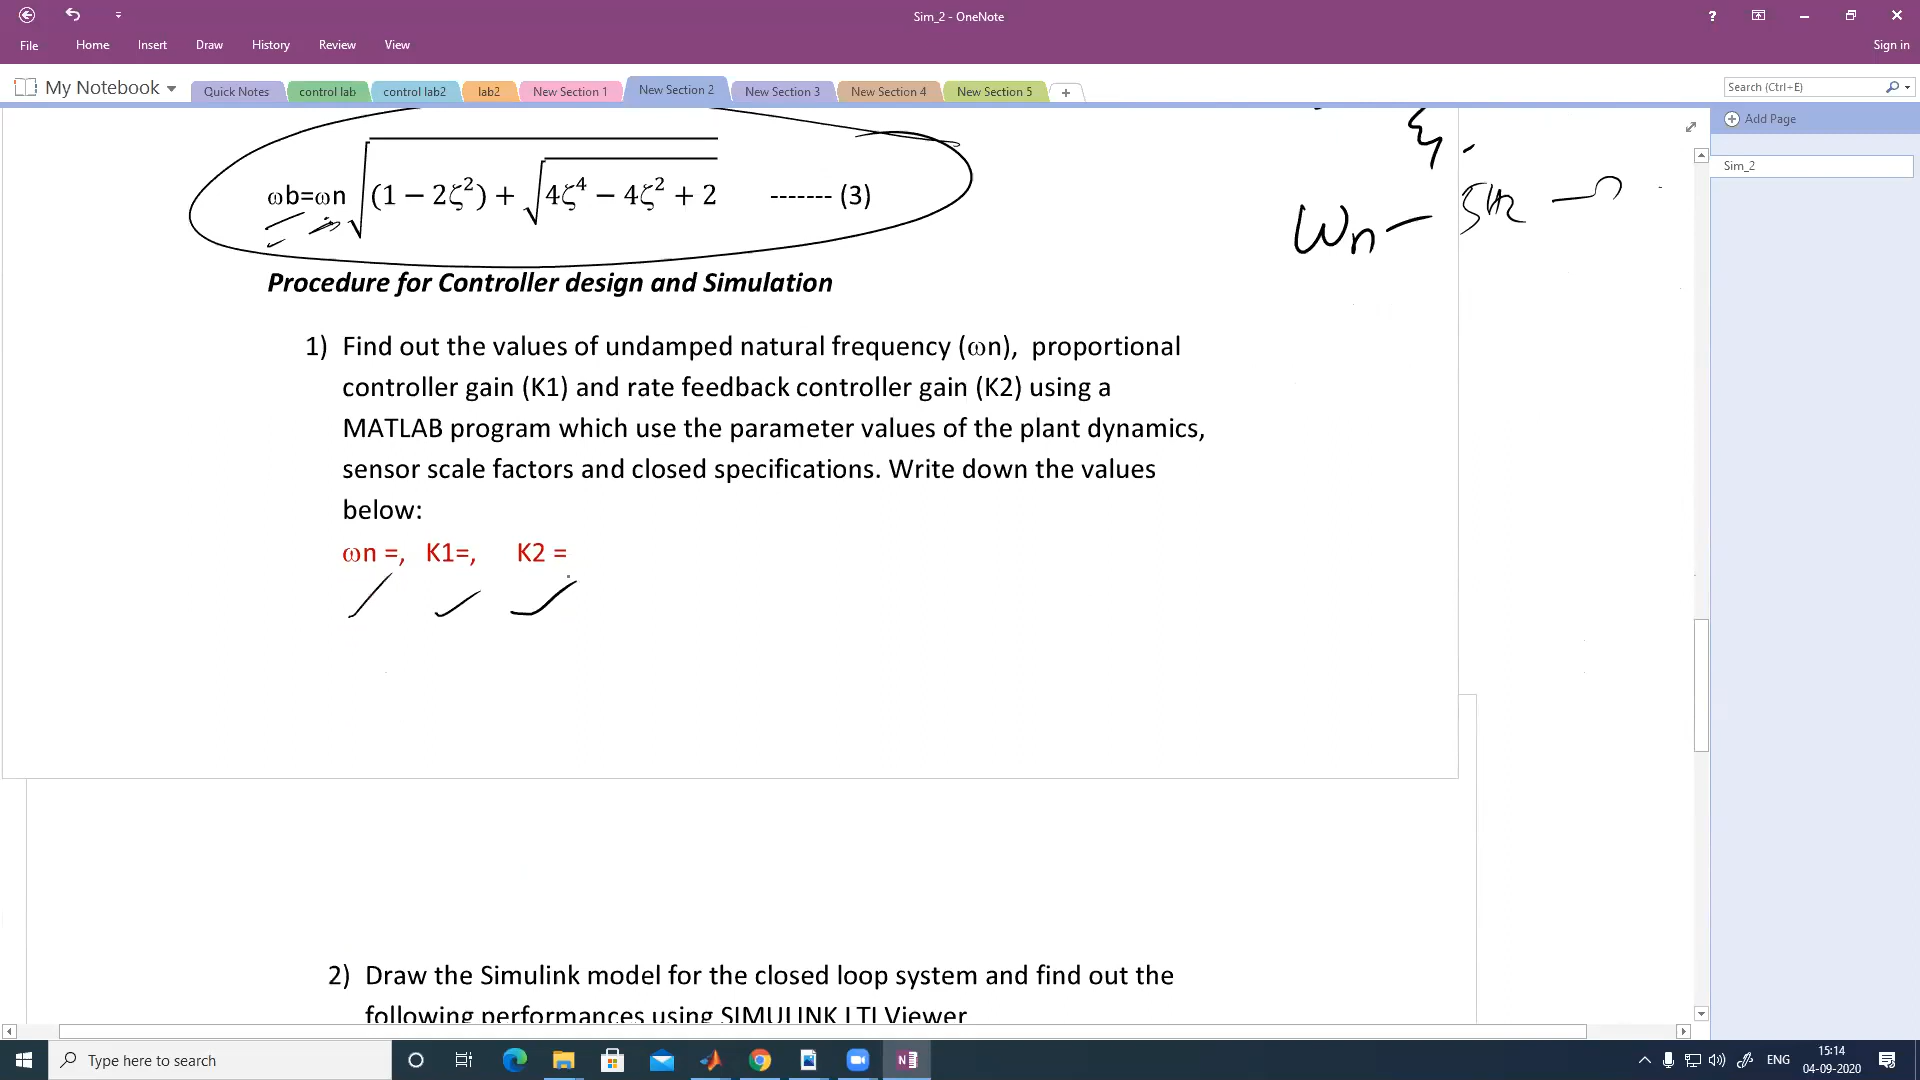 Sim_2 - OneNote
?
File
Home
Insert
Draw
History
Review
View
Sign in
My Notebook
Quick Notes
control lab
control lab2
lab2
New Section 1
New Section 2
New Section 3
New Section 4
New Section 5
+
Search (Ctrl+E)
Add Page
Sim_2
ωb=ωn √(1 − 2ζ²) + √4ζ⁴ − 4ζ² + 2 ------- (3)
ωn – 5Hz
Procedure for Controller design and Simulation
1) Find out the values of undamped natural frequency (ωn), proportional
controller gain (K1) and rate feedback controller gain (K2) using a
MATLAB program which use the parameter values of the plant dynamics,
sensor scale factors and closed specifications. Write down the values
below:
ωn =, K1=, K2 =
2) Draw the Simulink model for the closed loop system and find out the
following performances using SIMULINK LTI Viewer
Type here to search
ENG
15:14
04-09-2020